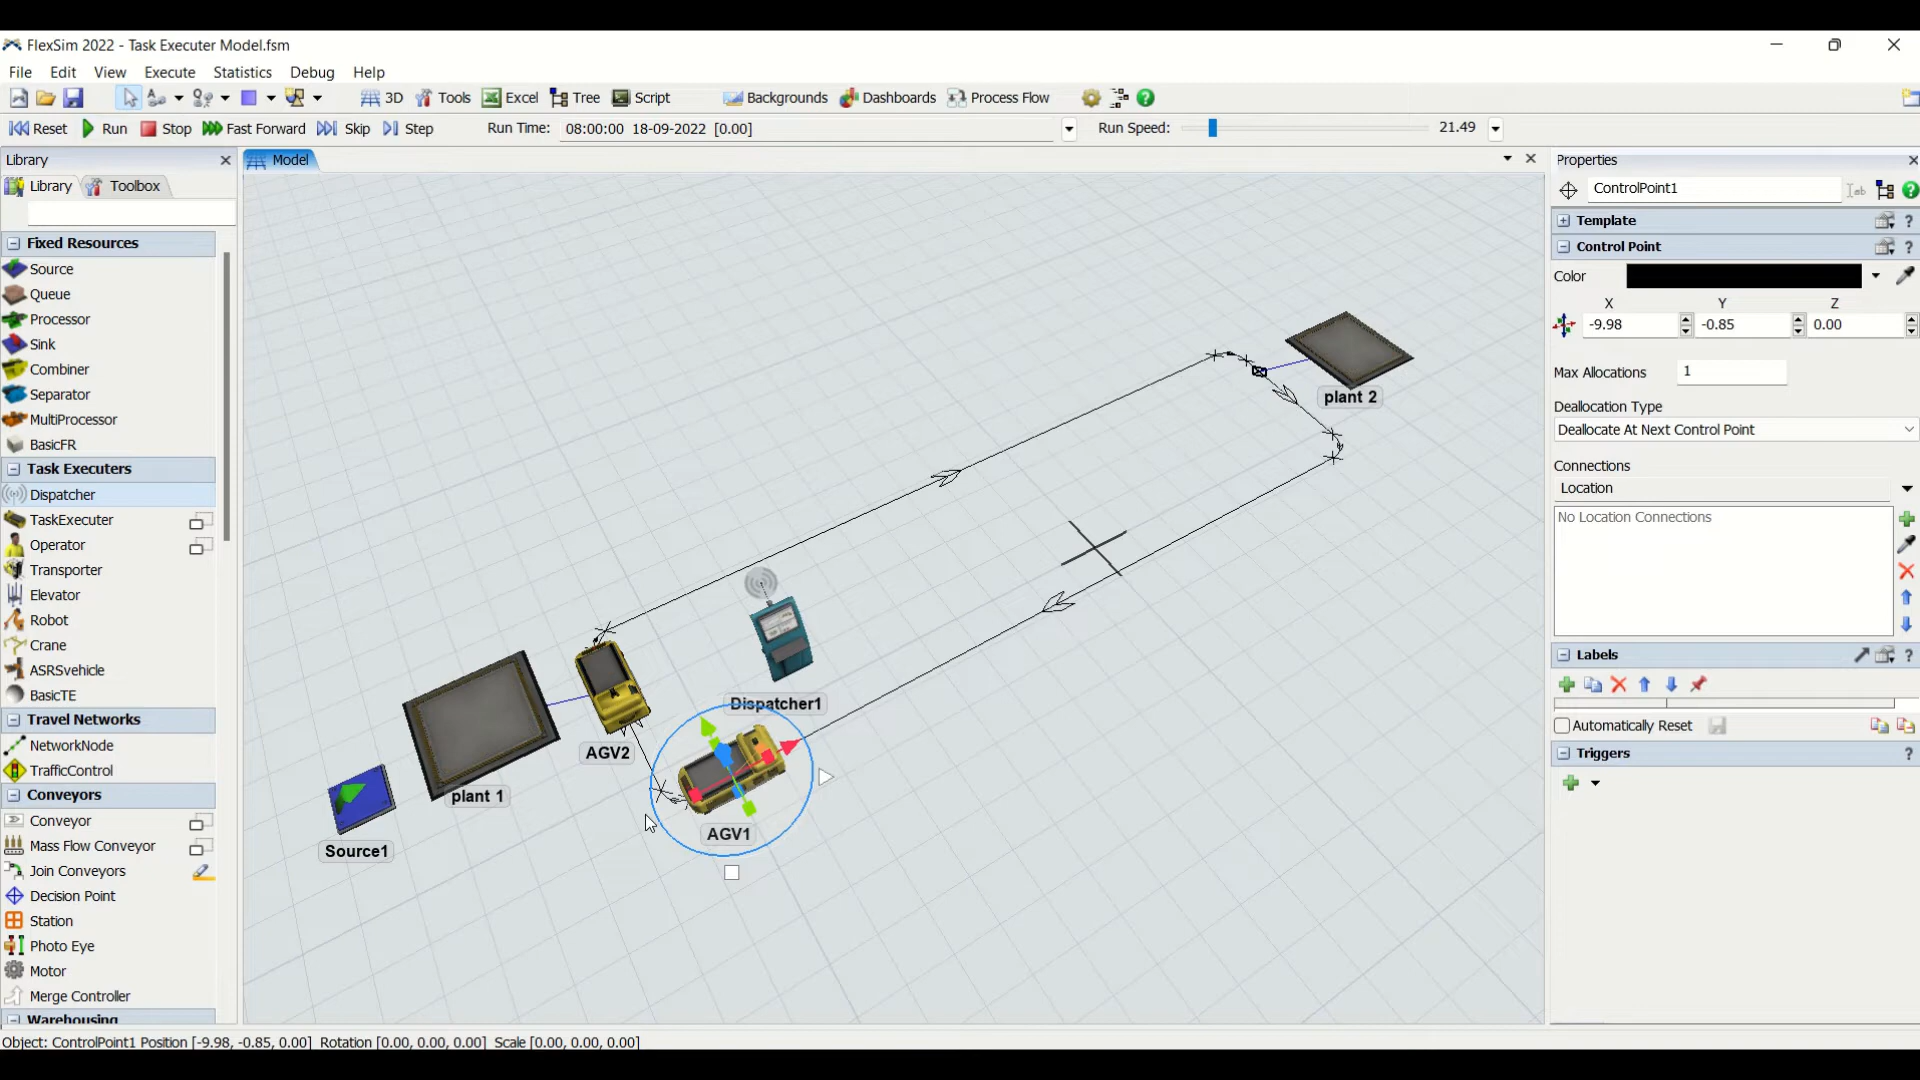 FlexSim 2022 - Task Executer Model.fsm
File Edit View Execute Statistics Debug Help
3D Tools Excel Tree Script Backgrounds Dashboards Process Flow
Reset Run Stop Fast Forward Skip Step Run Time: 08:00:00 18-09-2022 [0.00] Run Speed: 21.49
Library
Library Toolbox
Fixed Resources
Source
Queue
Processor
Sink
Combiner
Separator
MultiProcessor
BasicFR
Task Executers
Dispatcher
TaskExecuter
Operator
Transporter
Elevator
Robot
Crane
ASRSvehicle
BasicTE
Travel Networks
NetworkNode
TrafficControl
Conveyors
Conveyor
Mass Flow Conveyor
Join Conveyors
Decision Point
Station
Photo Eye
Motor
Merge Controller
Warehousing
Model
plant 2
Dispatcher1
AGV2
plant 1
AGV1
Source1
Properties
ControlPoint1
Template
Control Point
Color
X Y Z
-9.98 -0.85 0.00
Max Allocations 1
Deallocation Type
Deallocate At Next Control Point
Connections
Location
No Location Connections
Labels
Automatically Reset
Triggers
Object: ControlPoint1 Position [-9.98, -0.85, 0.00] Rotation [0.00, 0.00, 0.00] Scale [0.00, 0.00, 0.00]